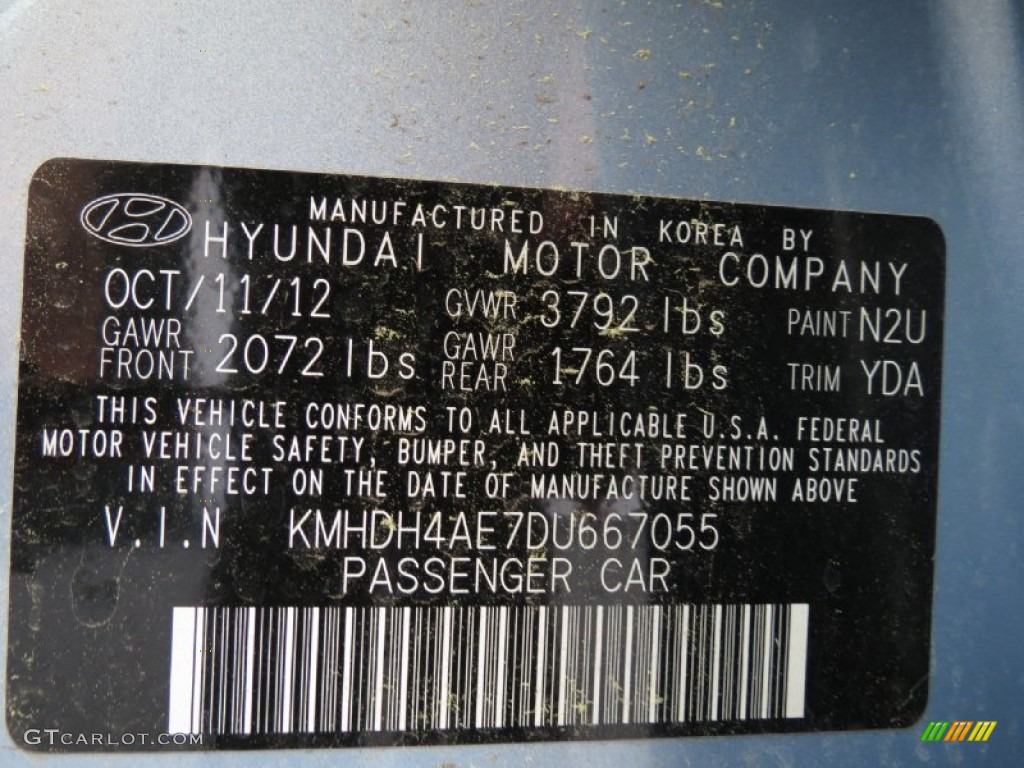 MANUFACTURED IN KOREA BY
HYUNDAI MOTOR COMPANY
OCT/11/12 GVWR 3792 lbs PAINT N2U
GAWR FRONT 2072 lbs GAWR REAR 1764 lbs TRIM YDA
THIS VEHICLE CONFORMS TO ALL APPLICABLE U.S.A. FEDERAL
MOTOR VEHICLE SAFETY, BUMPER, AND THEFT PREVENTION STANDARDS
IN EFFECT ON THE DATE OF MANUFACTURE SHOWN ABOVE
V.I.N KMHDH4AE7DU667055
PASSENGER CAR
GTCARLOT.COM